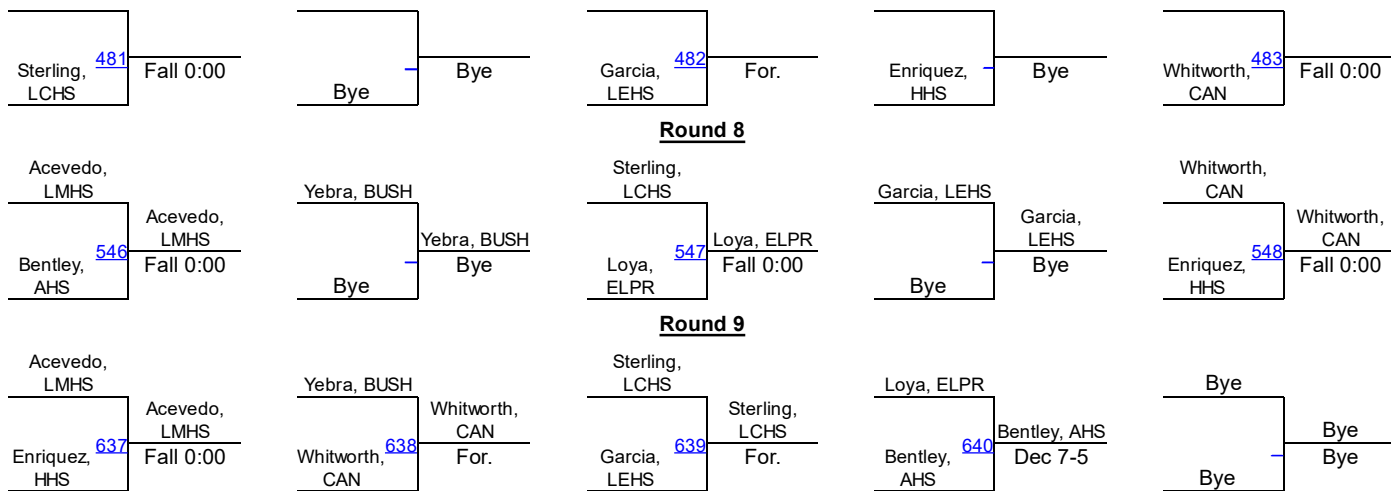 481
Sterling,
LCHS
Fall 0:00
Bye
Bye
482
Garcia,
LEHS
For.
Enriquez,
HHS
Bye
483
Whitworth,
CAN
Fall 0:00
Round 8
Acevedo,
LMHS
546
Bentley,
AHS
Acevedo,
LMHS
Fall 0:00
Yebra, BUSH
Bye
Yebra, BUSH
Bye
Sterling,
LCHS
547
Loya,
ELPR
Loya, ELPR
Fall 0:00
Garcia, LEHS
Bye
Garcia,
LEHS
Bye
Whitworth,
CAN
548
Enriquez,
HHS
Whitworth,
CAN
Fall 0:00
Round 9
Acevedo,
LMHS
637
Enriquez,
HHS
Acevedo,
LMHS
Fall 0:00
Yebra, BUSH
638
Whitworth,
CAN
Whitworth,
CAN
For.
Sterling,
LCHS
639
Garcia,
LEHS
Sterling,
LCHS
For.
Loya, ELPR
640
Bentley,
AHS
Bentley, AHS
Dec 7-5
Bye
Bye
Bye
Bye